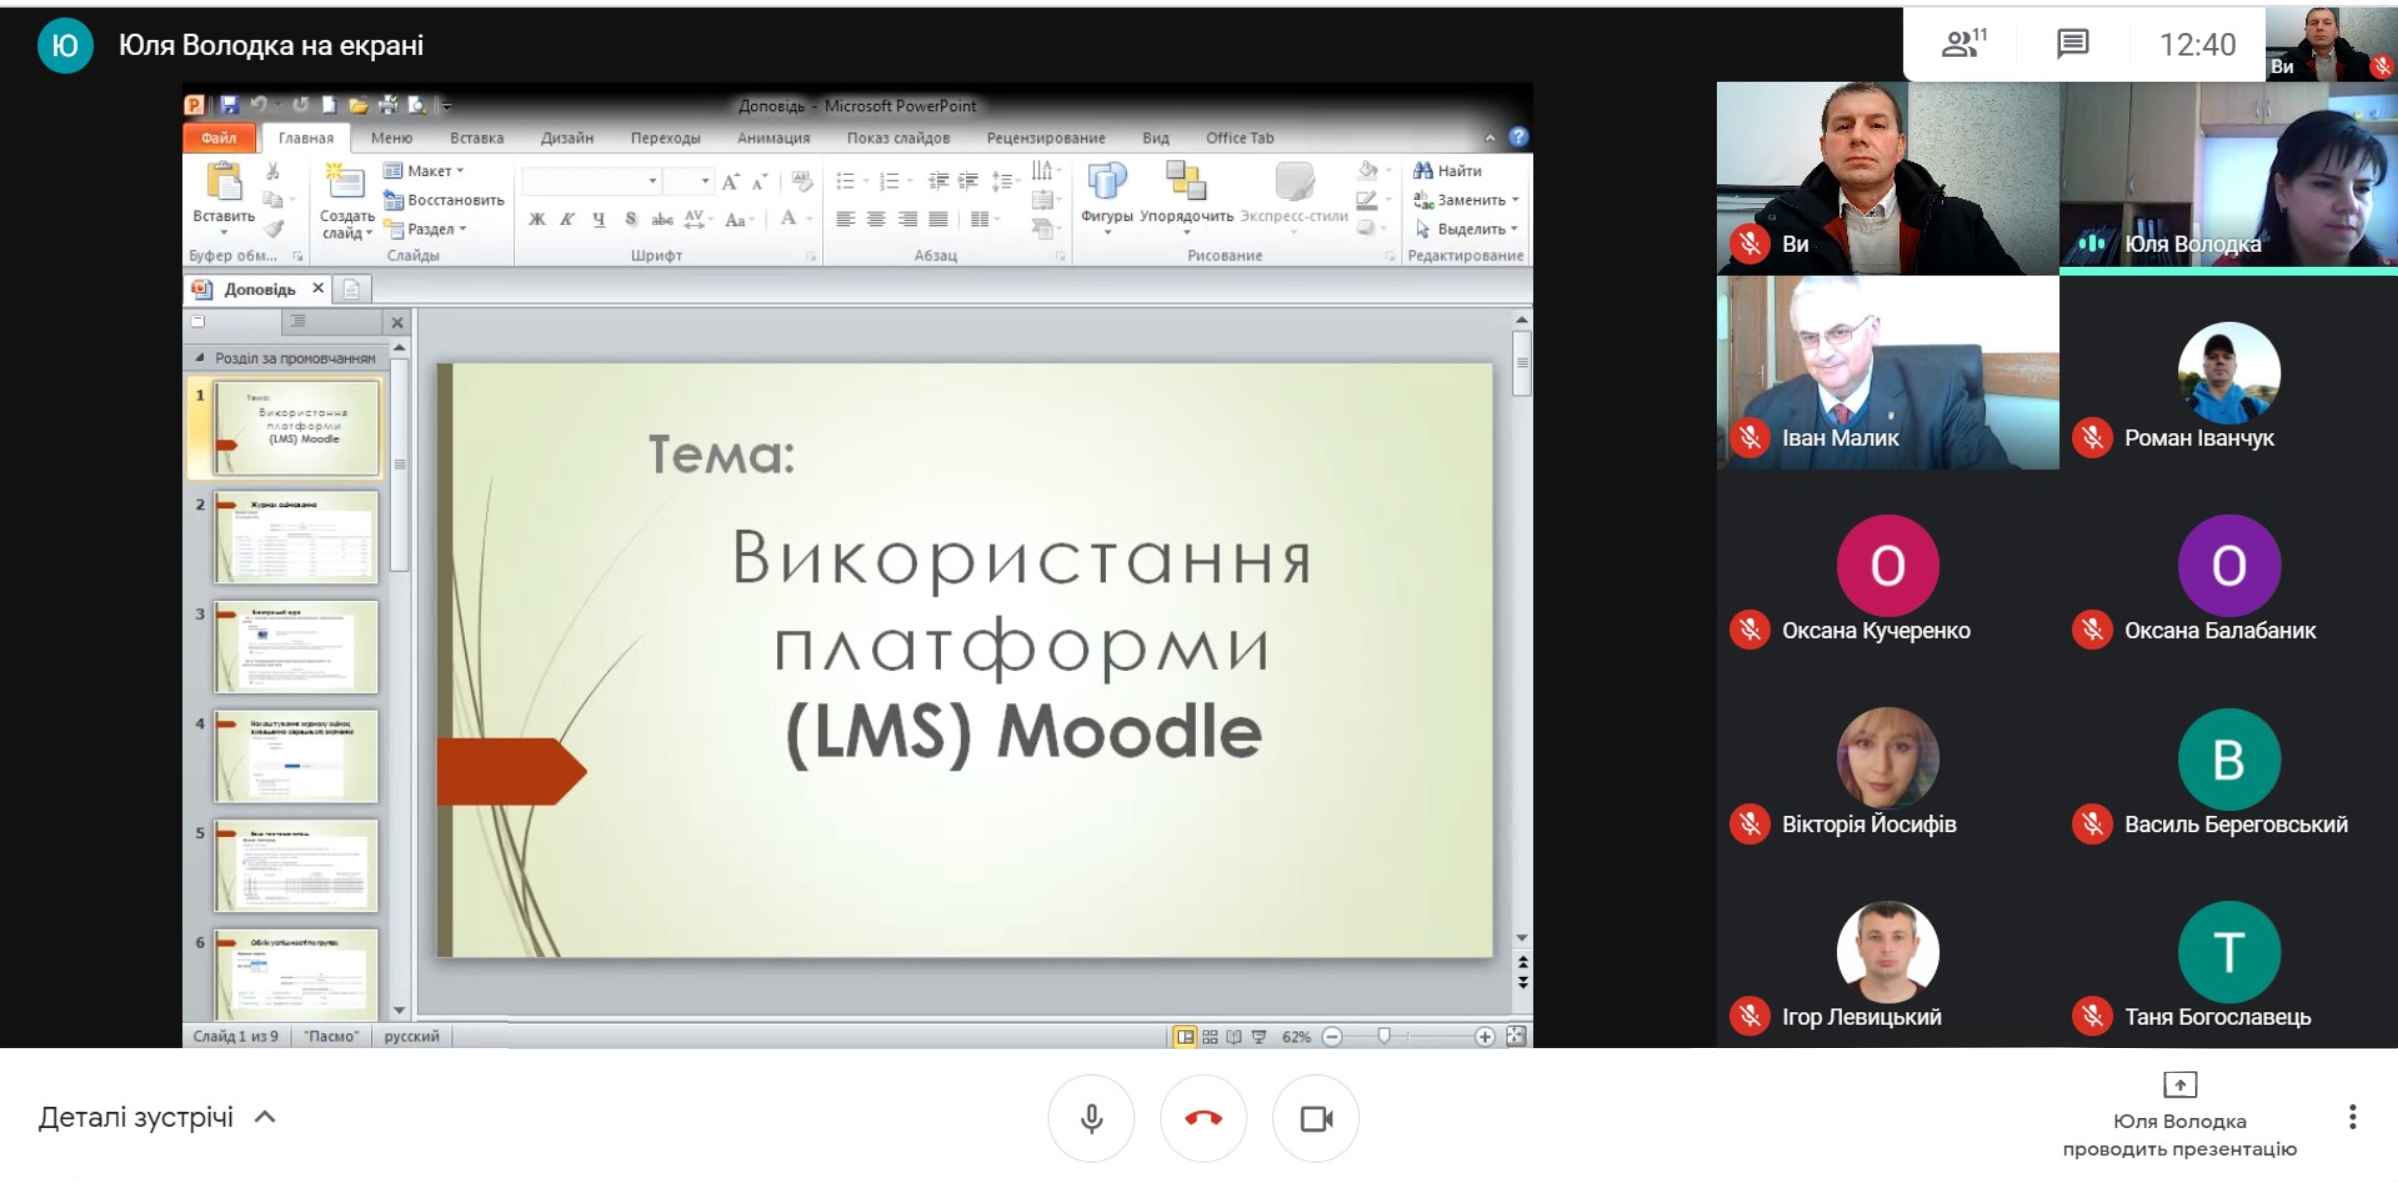 Ю Юля Володка на екрані
11
12:40
Ви
Доповідь - Microsoft PowerPoint
Файл Главная Меню Вставка Дизайн Переходы Анимация Показ слайдов Рецензирование Вид Office Tab
Вставить
Создать слайд
Макет
Восстановить
Раздел
Ж К Ч S abc AV Aa А
Фигуры Упорядочить Экспресс-стили
Найти
Заменить
Выделить
Буфер обм... Слайды Шрифт Абзац Рисование Редактирование
Доповідь
Розділ за промовчанням
1
Тема:
Використання
платформи
(LMS) Moodle
2
Журнал оцінювання
3
4
5
6
Тема:
Використання
платформи
(LMS) Moodle
Слайд 1 из 9 "Пасмо" русский 62%
Ви
Юля Володка
Іван Малик
Роман Іванчук
О
Оксана Кучеренко
О
Оксана Балабаник
Вікторія Йосифів
В
Василь Береговський
Ігор Левицький
Т
Таня Богославець
Деталі зустрічі
Юля Володка
проводить презентацію